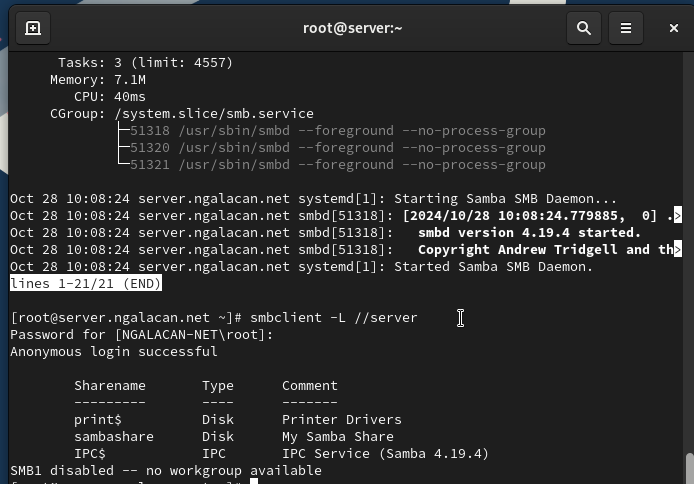 root@server:~
Tasks: 3 (limit: 4557)
Memory: 7.1M
CPU: 40ms
CGroup: /system.slice/smb.service
├─51318 /usr/sbin/smbd --foreground --no-process-group
├─51320 /usr/sbin/smbd --foreground --no-process-group
└─51321 /usr/sbin/smbd --foreground --no-process-group
Oct 28 10:08:24 server.ngalacan.net systemd[1]: Starting Samba SMB Daemon...
Oct 28 10:08:24 server.ngalacan.net smbd[51318]: [2024/10/28 10:08:24.779885,  0] .>
Oct 28 10:08:24 server.ngalacan.net smbd[51318]:   smbd version 4.19.4 started.
Oct 28 10:08:24 server.ngalacan.net smbd[51318]:   Copyright Andrew Tridgell and th>
Oct 28 10:08:24 server.ngalacan.net systemd[1]: Started Samba SMB Daemon.
lines 1-21/21 (END)
[root@server.ngalacan.net ~]# smbclient -L //server
Password for [NGALACAN-NET\root]:
Anonymous login successful
Sharename       Type      Comment
---------       ----      -------
print$          Disk      Printer Drivers
sambashare      Disk      My Samba Share
IPC$            IPC       IPC Service (Samba 4.19.4)
SMB1 disabled -- no workgroup available